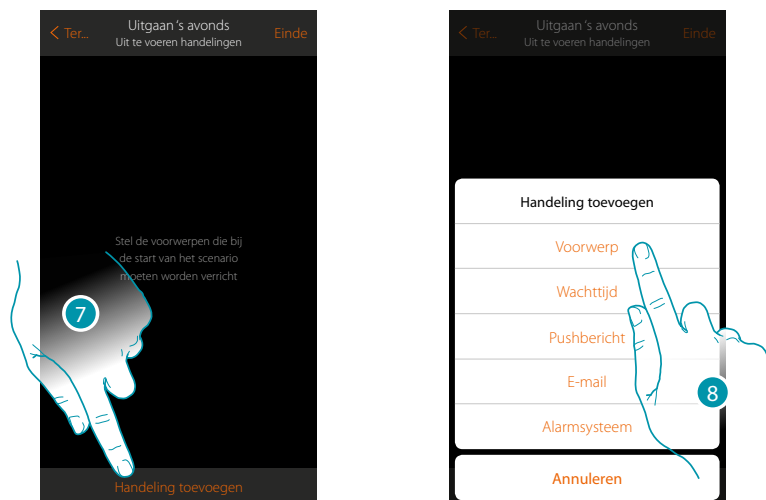 < Ter...
Uitgaan 's avonds
Uit te voeren handelingen
Einde
Stel de voorwerpen die bij
de start van het scenario
moeten worden verricht
7
Handeling toevoegen
< Ter...
Uitgaan 's avonds
Uit te voeren handelingen
Einde
Handeling toevoegen
Voorwerp
Wachttijd
Pushbericht
E-mail
8
Alarmsysteem
Annuleren